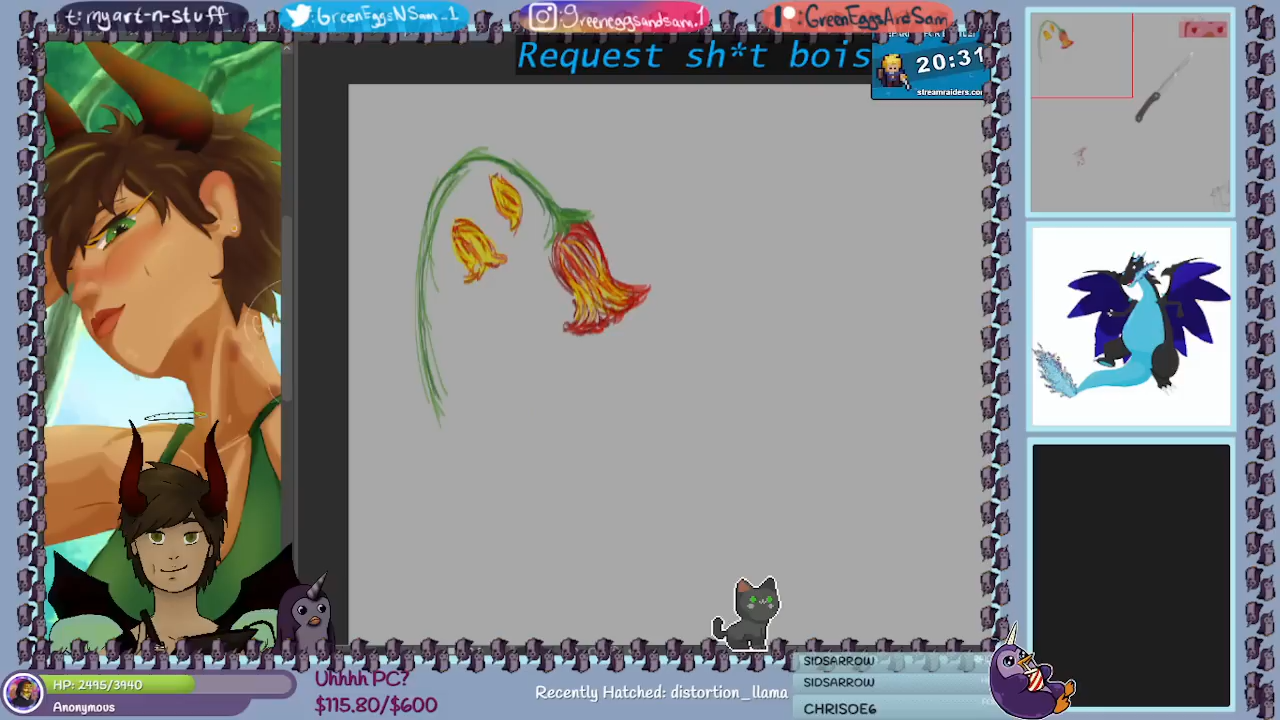 t:myart-n-stuff
:GreenEggsNSam_1
:greeneggsandsam.1
:GreenEggsAndSam
Request sh*t bois
20:31
streamraiders.com
HP: 2495/3940
Anonymous
Uhhhh PC?
$115.80/$600
Recently Hatched: distortion_llama
SIDSARROW
SIDSARROW
CHRISOE6